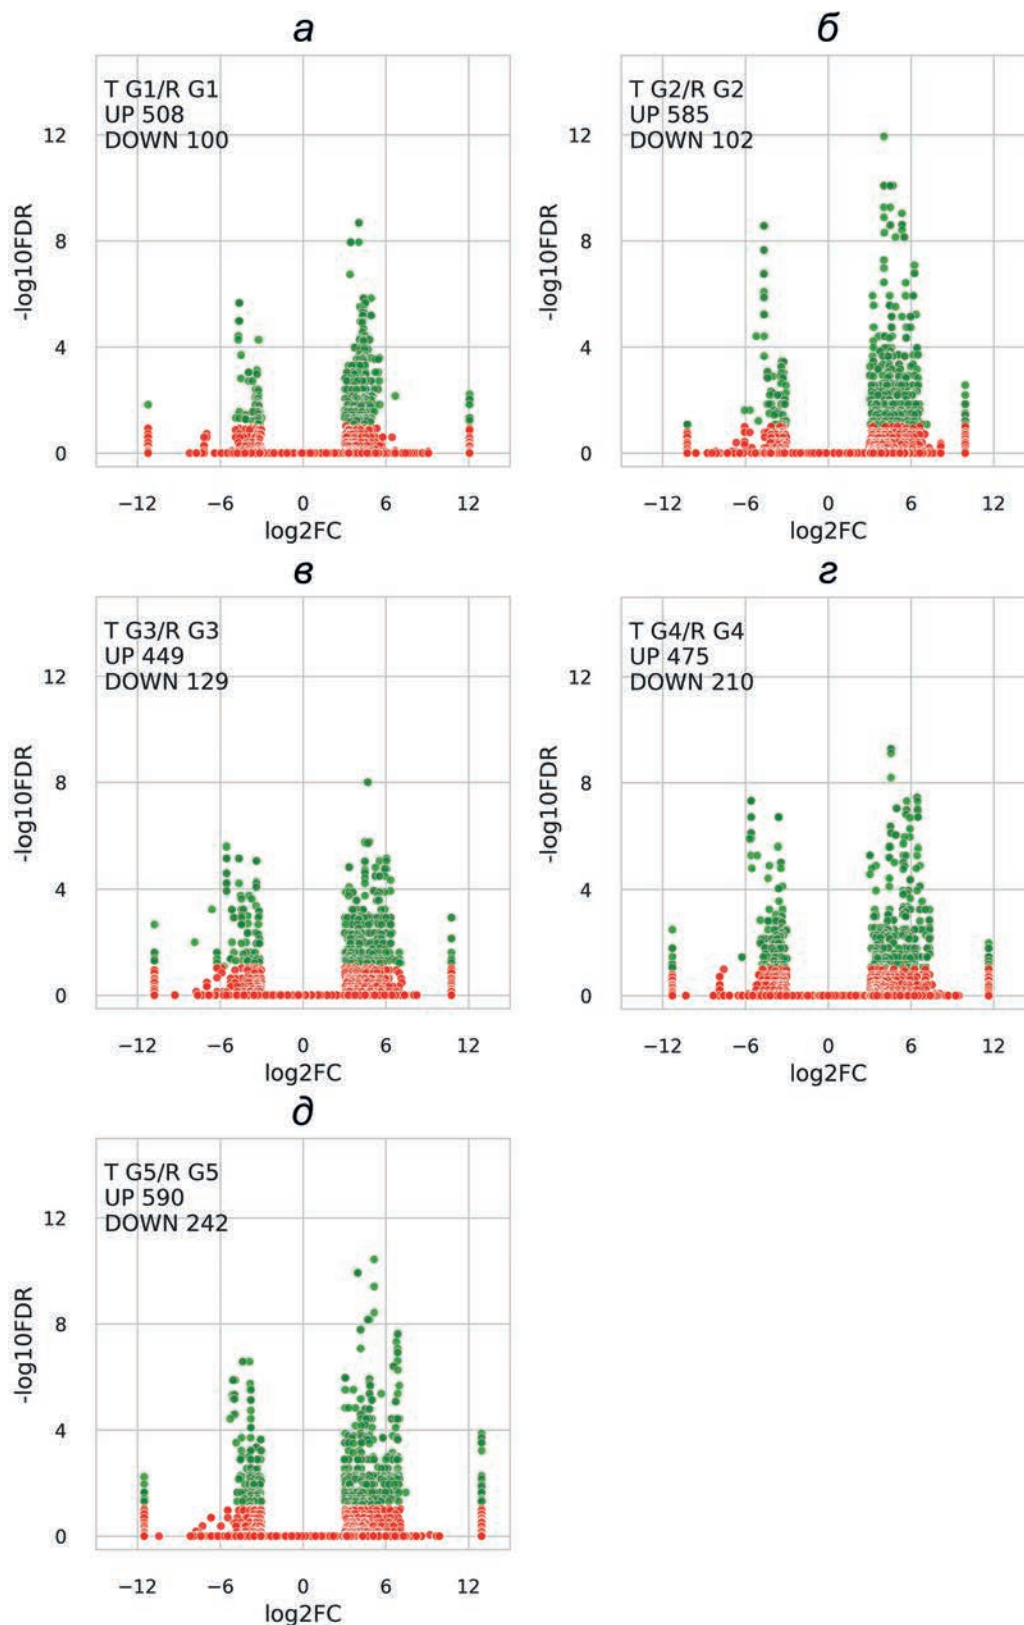 а
T G1/R G1
UP 508
DOWN 100
12
8
4
0
-log10FDR
−12 −6 0 6 12
log2FC
б
T G2/R G2
UP 585
DOWN 102
12
8
4
0
-log10FDR
−12 −6 0 6 12
log2FC
в
T G3/R G3
UP 449
DOWN 129
12
8
4
0
-log10FDR
−12 −6 0 6 12
log2FC
г
T G4/R G4
UP 475
DOWN 210
12
8
4
0
-log10FDR
−12 −6 0 6 12
log2FC
д
T G5/R G5
UP 590
DOWN 242
12
8
4
0
-log10FDR
−12 −6 0 6 12
log2FC